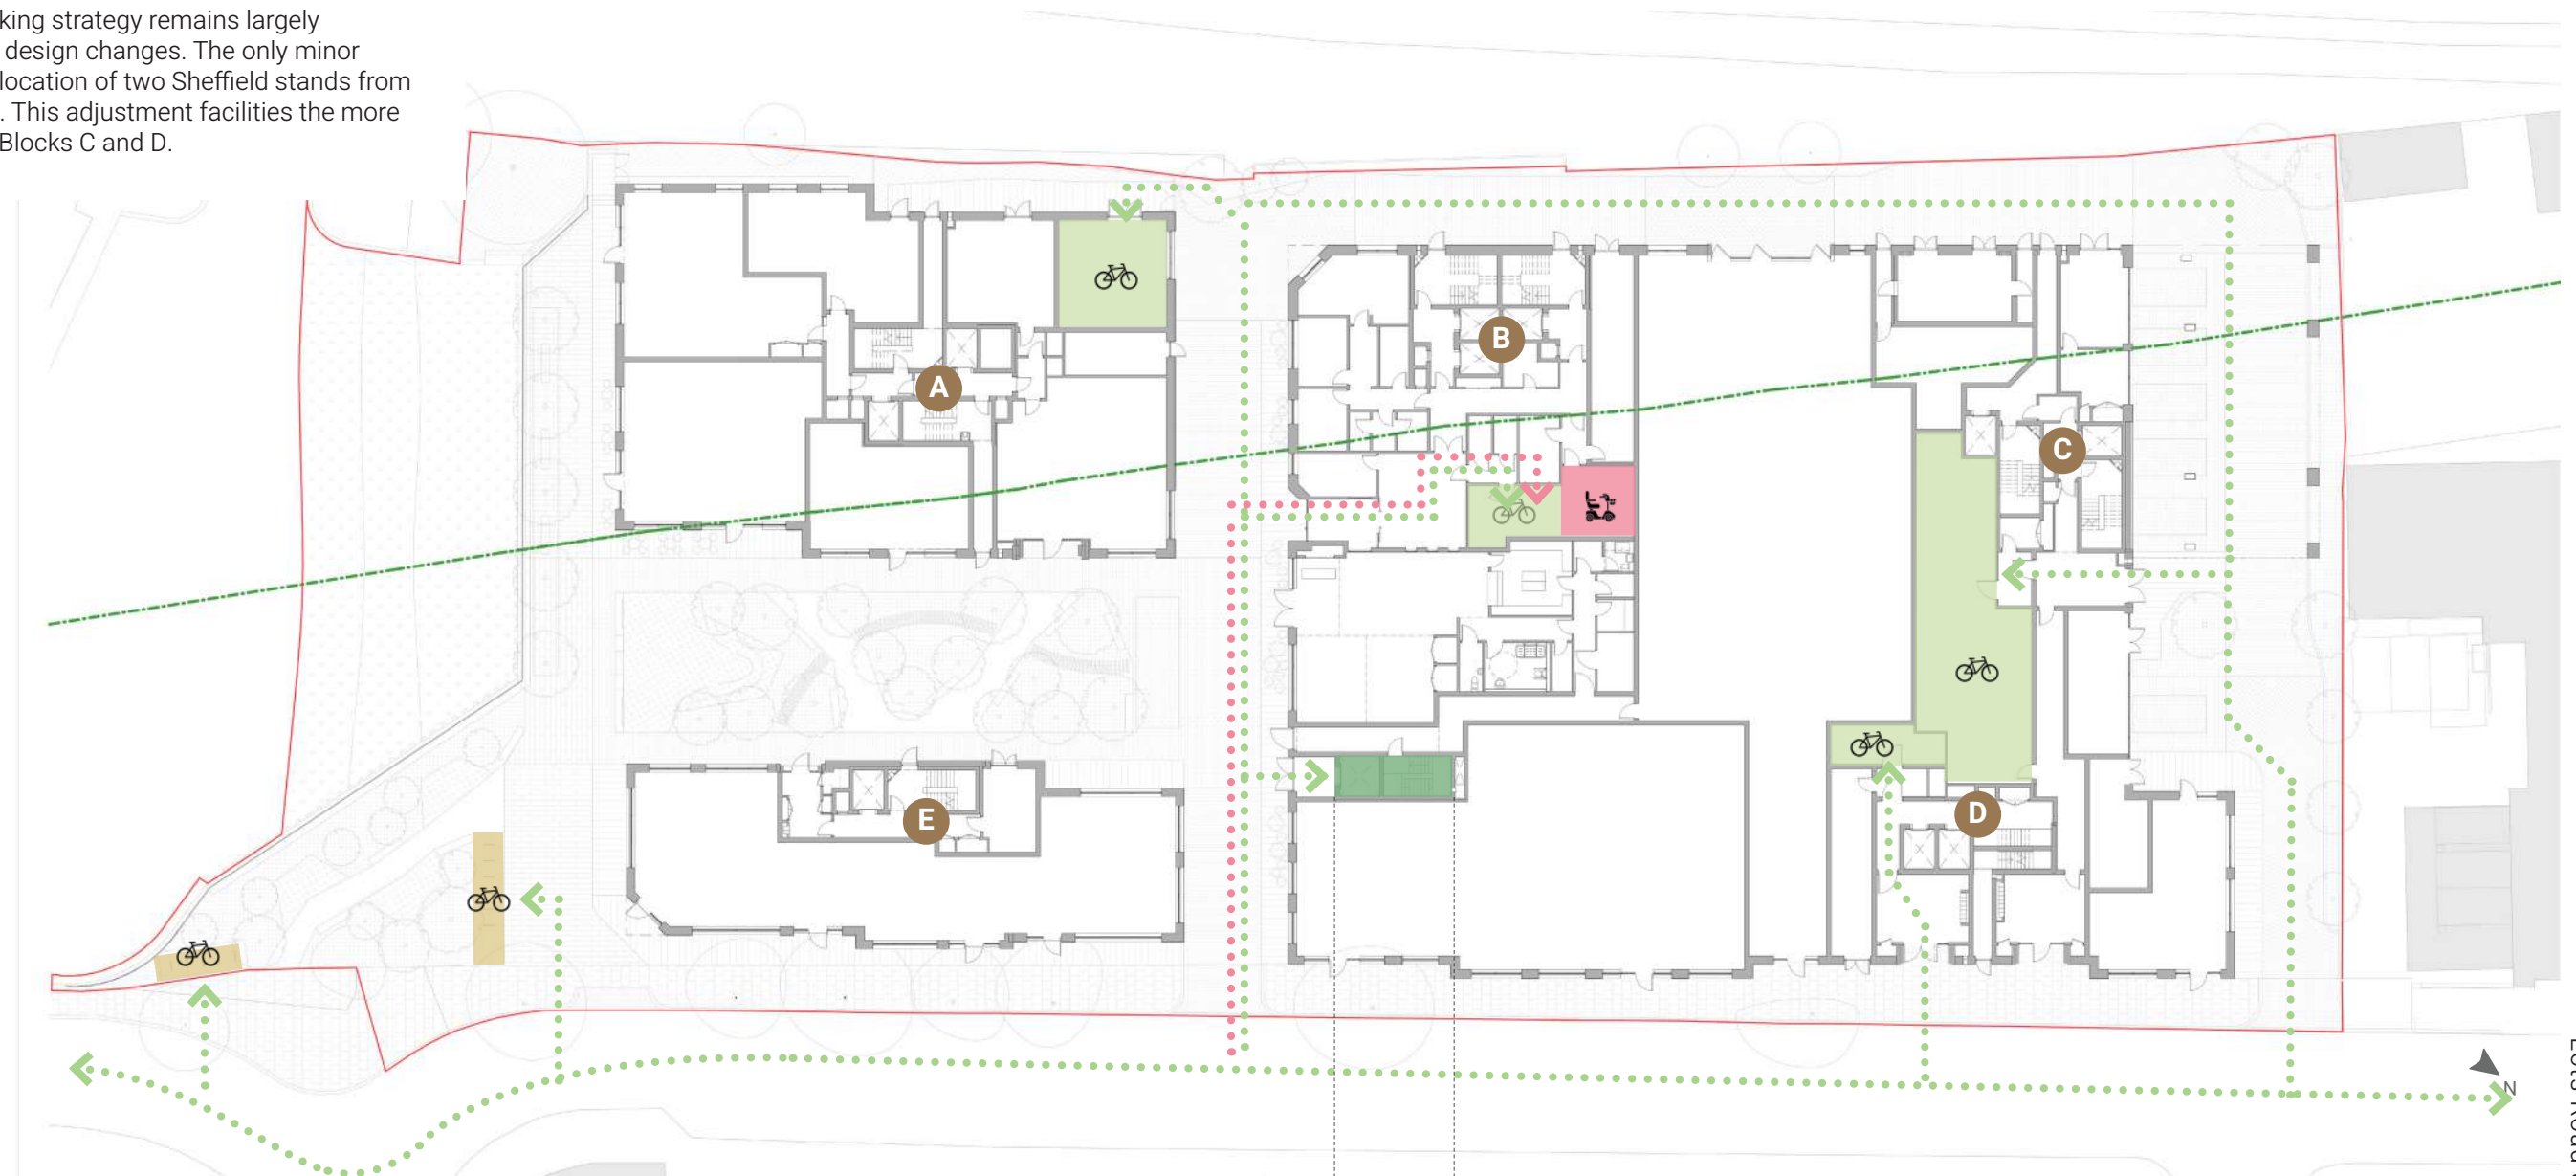 king strategy remains largely
design changes. The only minor
location of two Sheffield stands from
. This adjustment facilities the more
Blocks C and D.
A
B
C
D
E
N